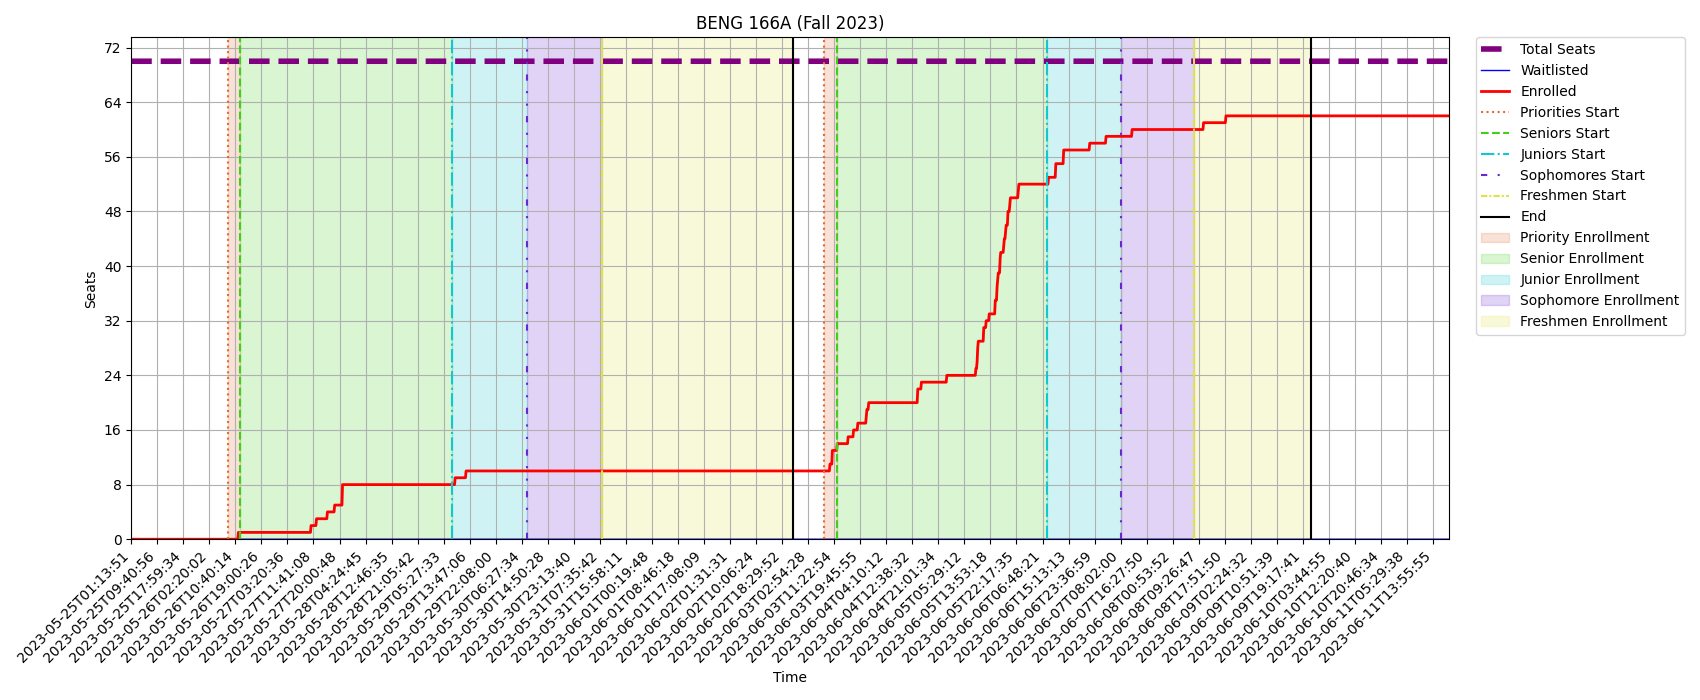 BENG 166A (Fall 2023)
72
64
56
48
40
32
24
16
8
0
Seats
2023-05-25T01:13:51
2023-05-25T09:40:56
2023-05-25T17:59:34
2023-05-26T02:20:02
2023-05-26T10:40:14
2023-05-26T19:00:26
2023-05-27T03:20:36
2023-05-27T11:41:08
2023-05-27T20:00:48
2023-05-28T04:24:45
2023-05-28T12:46:35
2023-05-28T21:05:42
2023-05-29T05:27:33
2023-05-29T13:47:06
2023-05-29T22:08:00
2023-05-30T06:27:34
2023-05-30T14:50:28
2023-05-30T23:13:40
2023-05-31T07:35:42
2023-05-31T15:58:11
2023-06-01T00:19:48
2023-06-01T08:46:18
2023-06-01T17:08:09
2023-06-02T01:31:31
2023-06-02T10:06:24
2023-06-02T18:29:52
2023-06-03T02:54:28
2023-06-03T11:22:54
2023-06-03T19:45:55
2023-06-04T04:10:12
2023-06-04T12:38:32
2023-06-04T21:01:34
2023-06-05T05:29:12
2023-06-05T13:53:18
2023-06-05T22:17:35
2023-06-06T06:48:21
2023-06-06T15:13:13
2023-06-06T23:36:59
2023-06-07T08:02:00
2023-06-07T16:27:50
2023-06-08T00:53:52
2023-06-08T09:26:47
2023-06-08T17:51:50
2023-06-09T02:24:32
2023-06-09T10:51:39
2023-06-09T19:17:41
2023-06-10T03:44:55
2023-06-10T12:20:40
2023-06-10T20:46:34
2023-06-11T05:29:38
2023-06-11T13:55:55
Time
Total Seats
Waitlisted
Enrolled
Priorities Start
Seniors Start
Juniors Start
Sophomores Start
Freshmen Start
End
Priority Enrollment
Senior Enrollment
Junior Enrollment
Sophomore Enrollment
Freshmen Enrollment